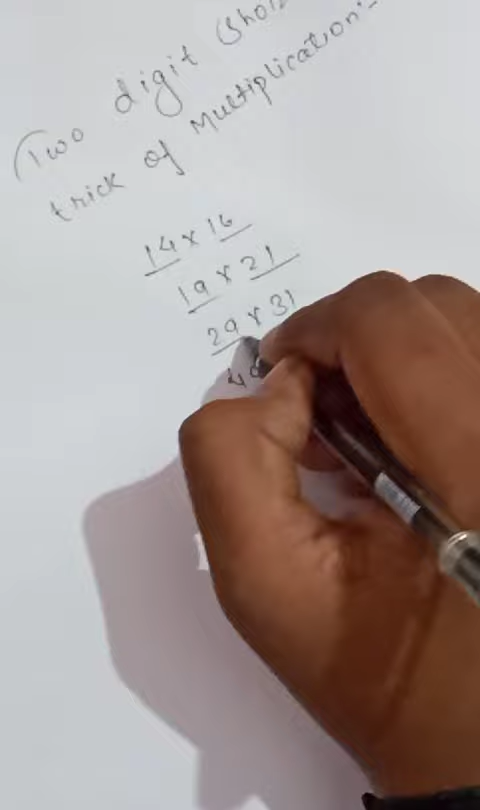 Two digit
trick of Multiplication:-
14 x 16
19 x 21
29 x 31